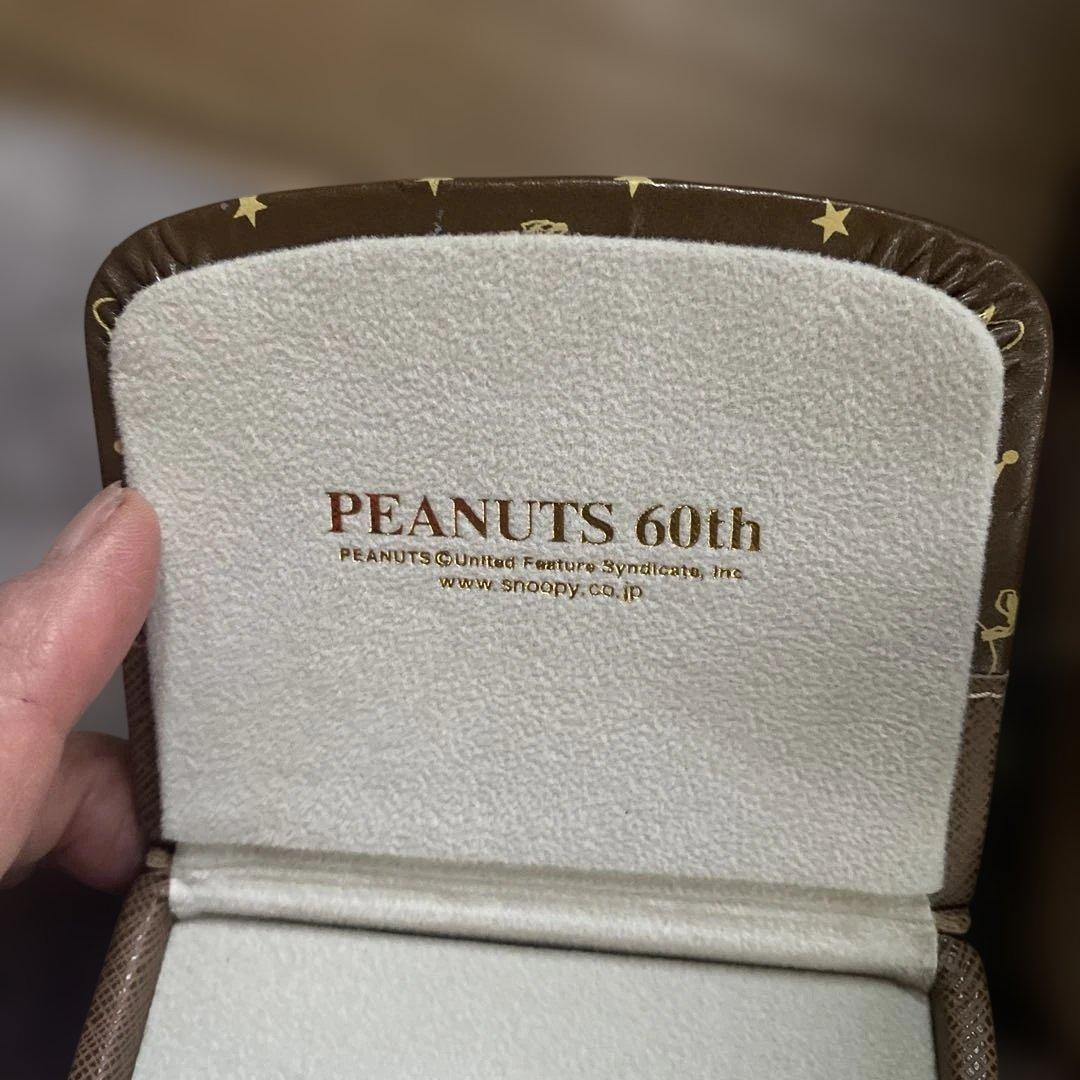 PEANUTS 60th
PEANUTS©United Feature Syndicate, Inc.
www.snoopy.co.jp